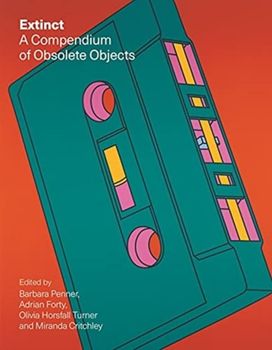 Extinct
A Compendium
of Obsolete Objects
Edited by
Barbara Penner,
Adrian Forty,
Olivia Horsfall Turner
and Miranda Critchley